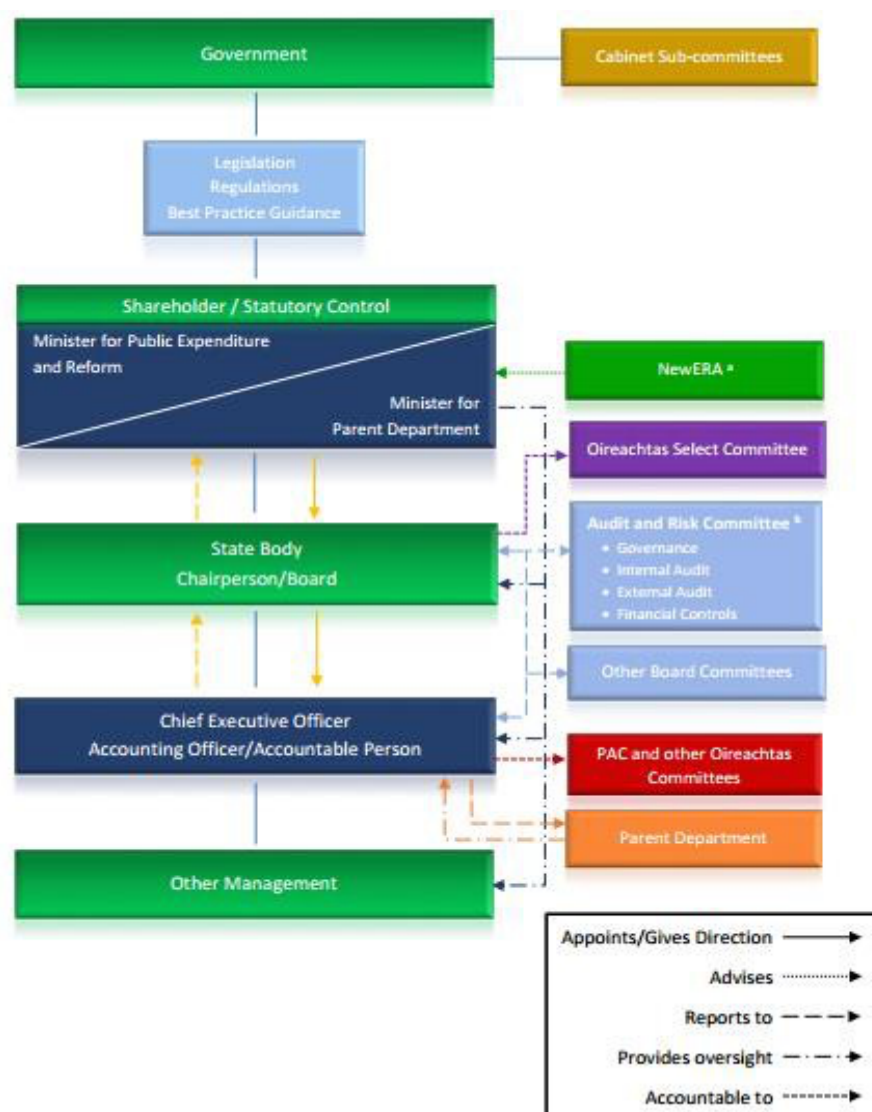 Government
Cabinet Sub-committees
Legislation
Regulations
Best Practice Guidance
Shareholder / Statutory Control
Minister for Public Expenditure
and Reform
Minister for
Parent Department
NewERA ᵃ
Oireachtas Select Committee
State Body
Chairperson/Board
Audit and Risk Committee ᵇ
• Governance
• Internal Audit
• External Audit
• Financial Controls
Other Board Committees
Chief Executive Officer
Accounting Officer/Accountable Person
PAC and other Oireachtas
Committees
Parent Department
Other Management
Appoints/Gives Direction
Advises
Reports to
Provides oversight
Accountable to